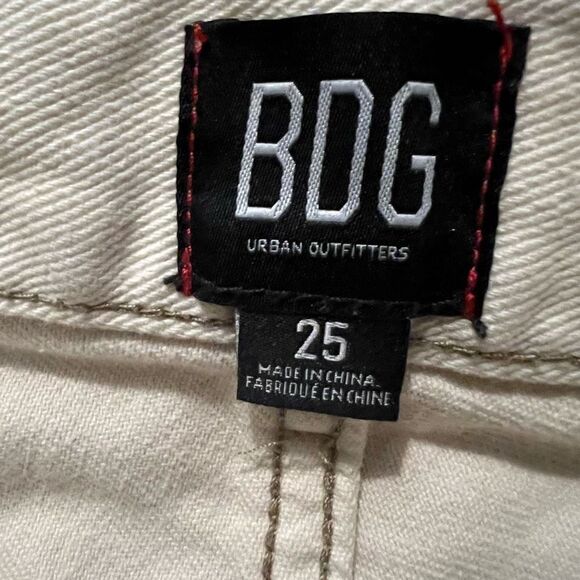 BDG
URBAN OUTFITTERS
25
MADE IN CHINA
FABRIQUÉ EN CHINE